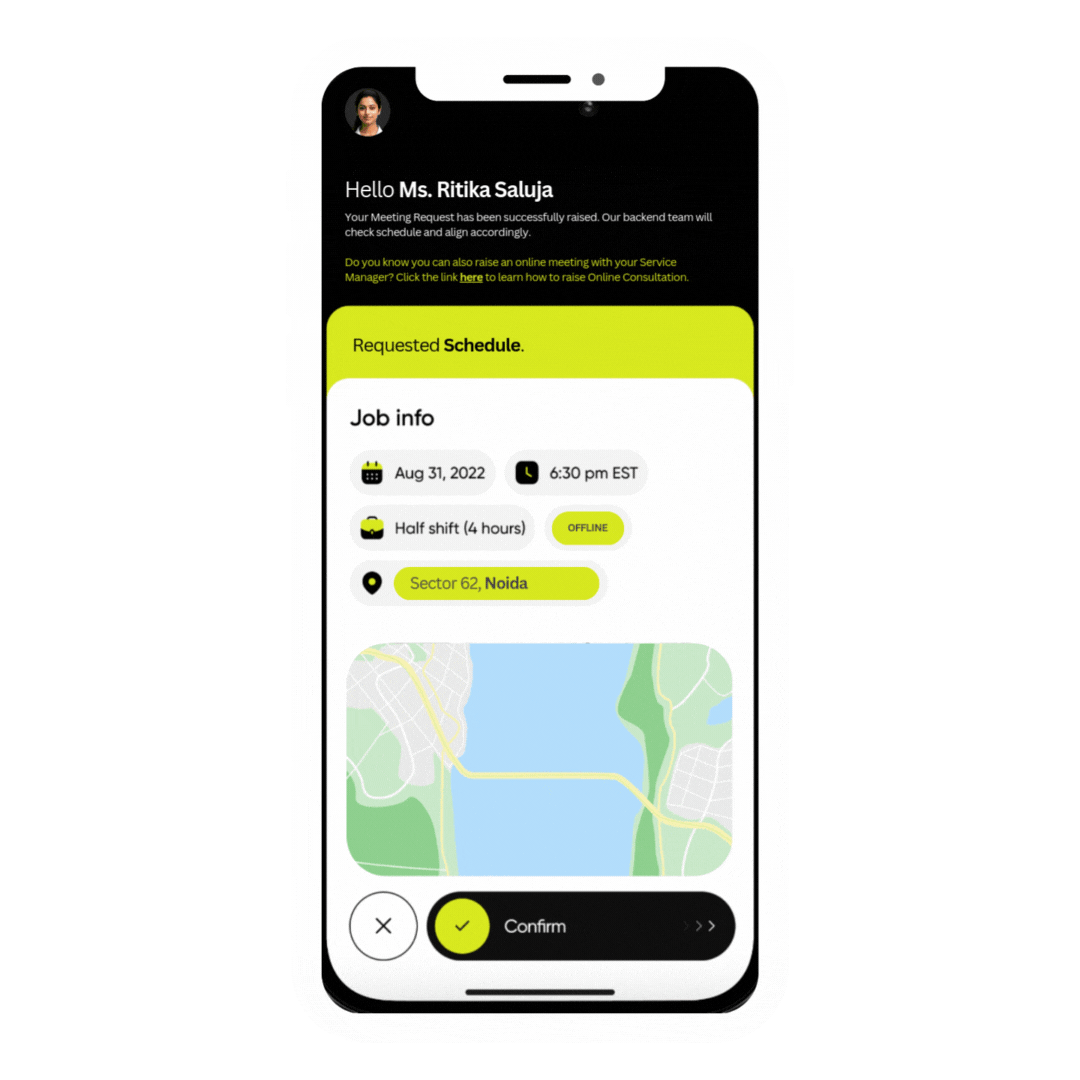 Hello Ms. Ritika Saluja
Your Meeting Request has been successfully raised. Our backend team will
check schedule and align accordingly.
Do you know you can also raise an online meeting with your Service
Manager? Click the link here to learn how to raise Online Consultation.
Requested Schedule.
Job info
Aug 31, 2022
6:30 pm EST
Half shift (4 hours)
OFFLINE
Sector 62, Noida
Confirm